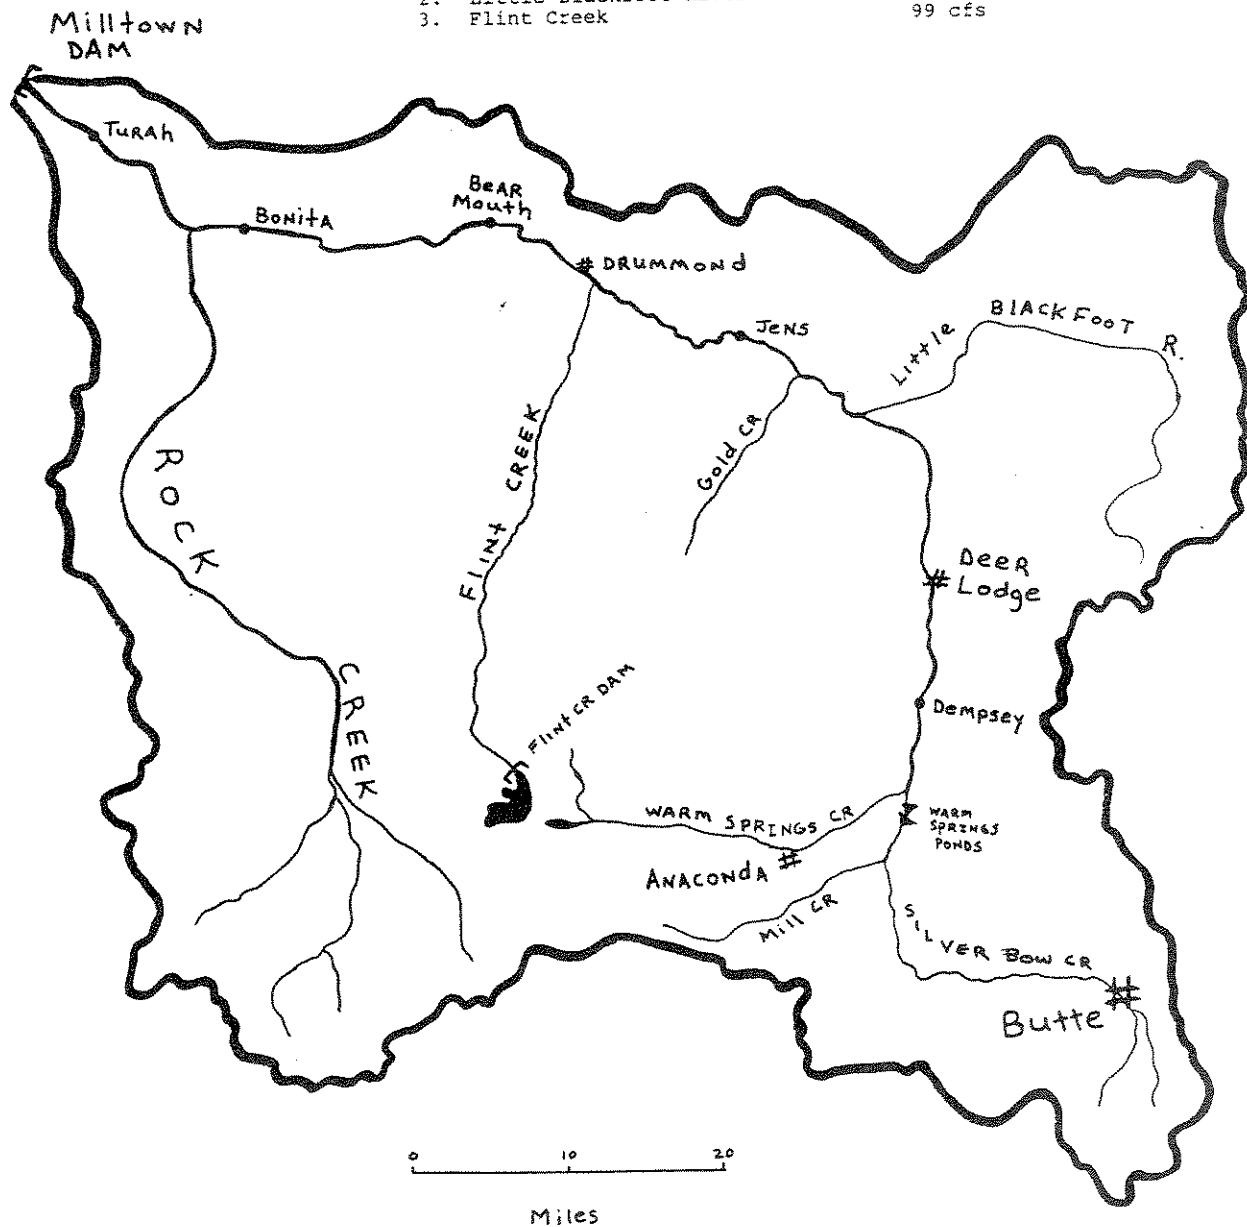 3. Flint Creek 99 cfs
Milltown
DAM
TURAh
BONITA
BeAR
Mouth
# DRUMMONd
JeNS
Little BlACKFOOT R.
Gold CR
FLINT CREEK
ROCK CREEK
DeeR
# Lodge
Dempsey
Flint CR DAM
WARM SPRINGS CR
WARM
SPRINGS
PONDS
ANACONdA #
Mill CR
SILVER BOW CR
Butte
0 10 20
Miles